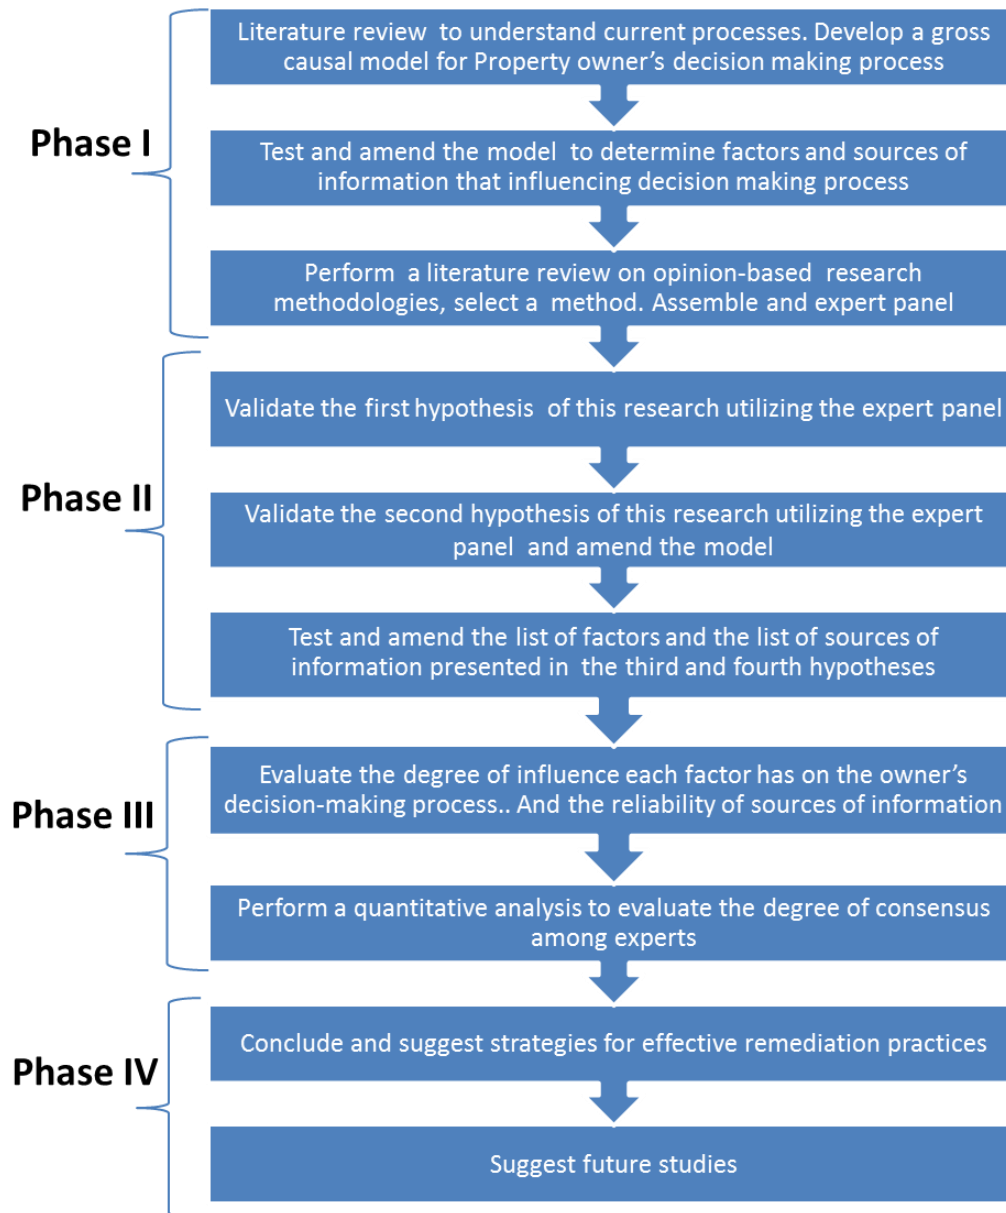 Literature review to understand current processes. Develop a gross
causal model for Property owner's decision making process
Phase I
Test and amend the model to determine factors and sources of
information that influencing decision making process
Perform a literature review on opinion-based research
methodologies, select a method. Assemble and expert panel
Validate the first hypothesis of this research utilizing the expert panel
Phase II
Validate the second hypothesis of this research utilizing the expert
panel and amend the model
Test and amend the list of factors and the list of sources of
information presented in the third and fourth hypotheses
Phase III
Evaluate the degree of influence each factor has on the owner's
decision-making process.. And the reliability of sources of information
Perform a quantitative analysis to evaluate the degree of consensus
among experts
Phase IV
Conclude and suggest strategies for effective remediation practices
Suggest future studies